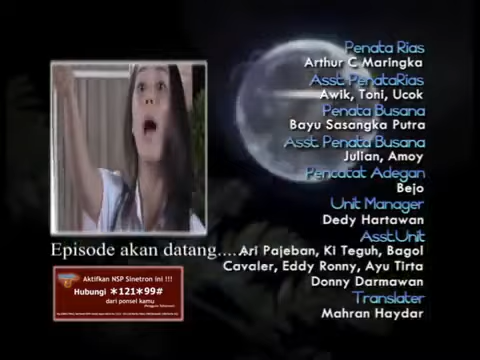 Penata Rias
Arthur C Maringka
Asst. PenataRias
Awik, Toni, Ucok
Penata Busana
Bayu Sasangka Putra
Asst. Penata Busana
Julian, Amoy
Pencatat Adegan
Bejo
Unit Manager
Dedy Hartawan
Asst.Unit
Ari Pajeban, Ki Teguh, Bagol
Cavaler, Eddy Ronny, Ayu Tirta
Donny Darmawan
Translater
Mahran Haydar
Episode akan datang.....
Aktifkan NSP Sinetron Ini !!!
Hubungi *121*99#
dari ponsel kamu